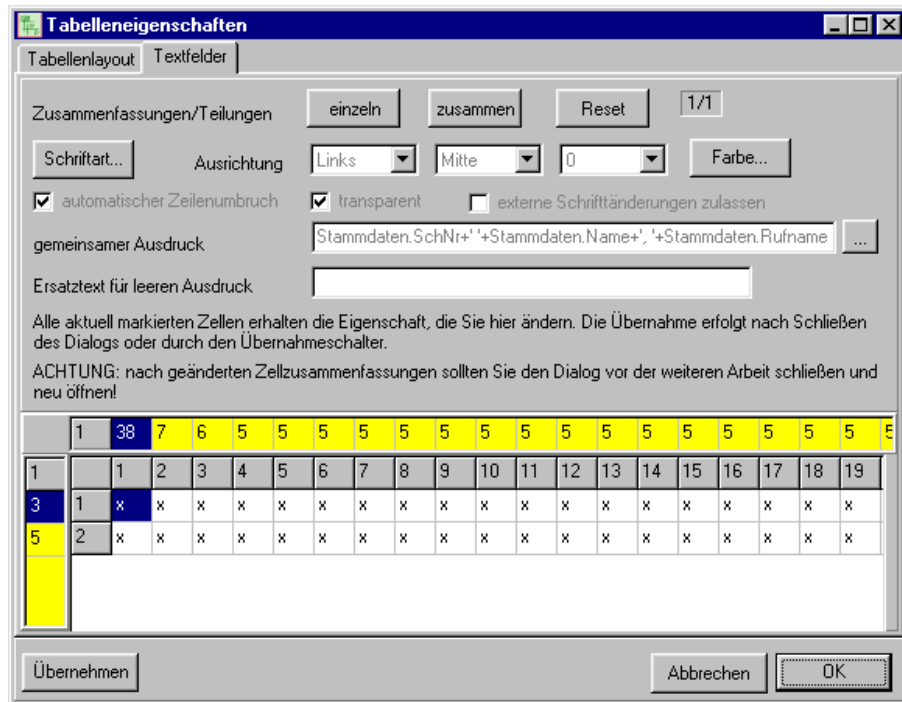 Tabelleneigenschaften
Tabellenlayout Textfelder
Zusammenfassungen/Teilungen einzeln zusammen Reset 1/1
Schriftart... Ausrichtung Links Mitte 0 Farbe...
automatischer Zeilenumbruch transparent externe Schrifttänderungen zulassen
gemeinsamer Ausdruck Stammdaten.SchNr+' '+Stammdaten.Name+', '+Stammdaten.Rufname ...
Ersatztext für leeren Ausdruck
Alle aktuell markierten Zellen erhalten die Eigenschaft, die Sie hier ändern. Die Übernahme erfolgt nach Schließen
des Dialogs oder durch den Übernahmeschalter.
ACHTUNG: nach geänderten Zellzusammenfassungen sollten Sie den Dialog vor der weiteren Arbeit schließen und
neu öffnen!
1 38 7 6 5 5 5 5 5 5 5 5 5 5 5 5 5 5 5 5 5
1 1 2 3 4 5 6 7 8 9 10 11 12 13 14 15 16 17 18 19
3 1 x x x x x x x x x x x x x x x x x x x
5 2 x x x x x x x x x x x x x x x x x x x
Übernehmen Abbrechen OK